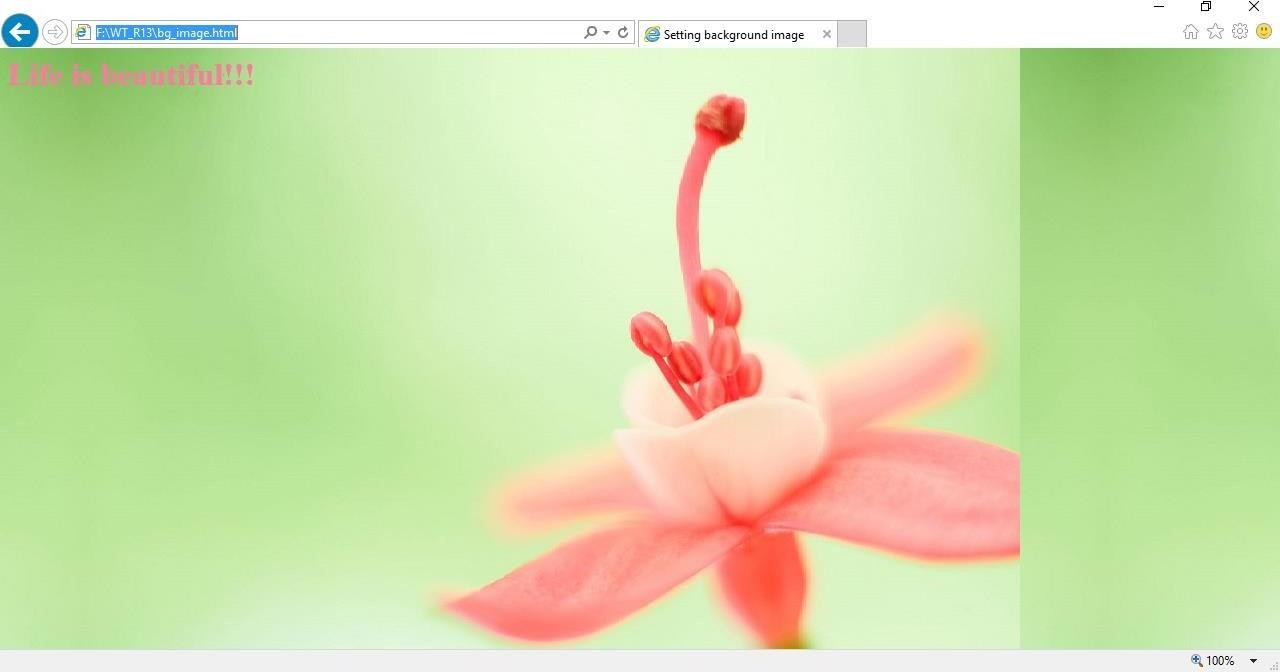 F:\WT_R13\bg_image.html
Setting background image
Life is beautiful!!!
100%